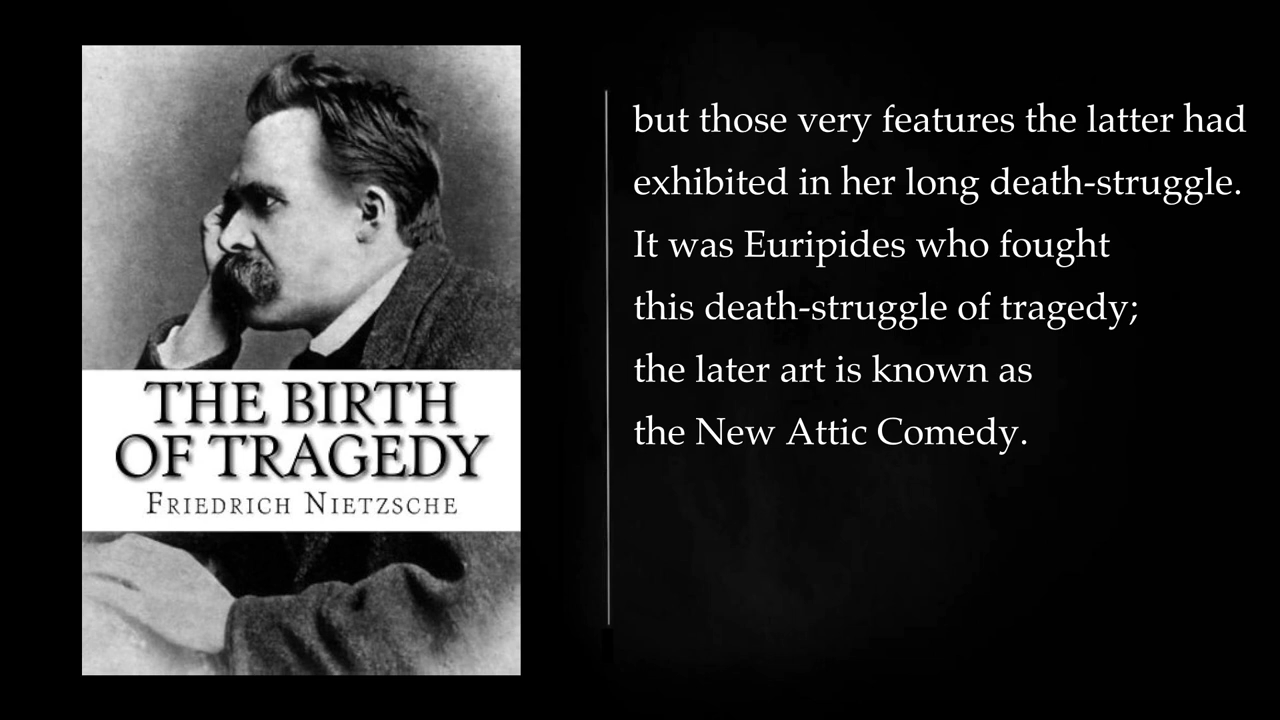 THE BIRTH
OF TRAGEDY
FRIEDRICH NIETZSCHE
but those very features the latter had
exhibited in her long death-struggle.
It was Euripides who fought
this death-struggle of tragedy;
the later art is known as
the New Attic Comedy.